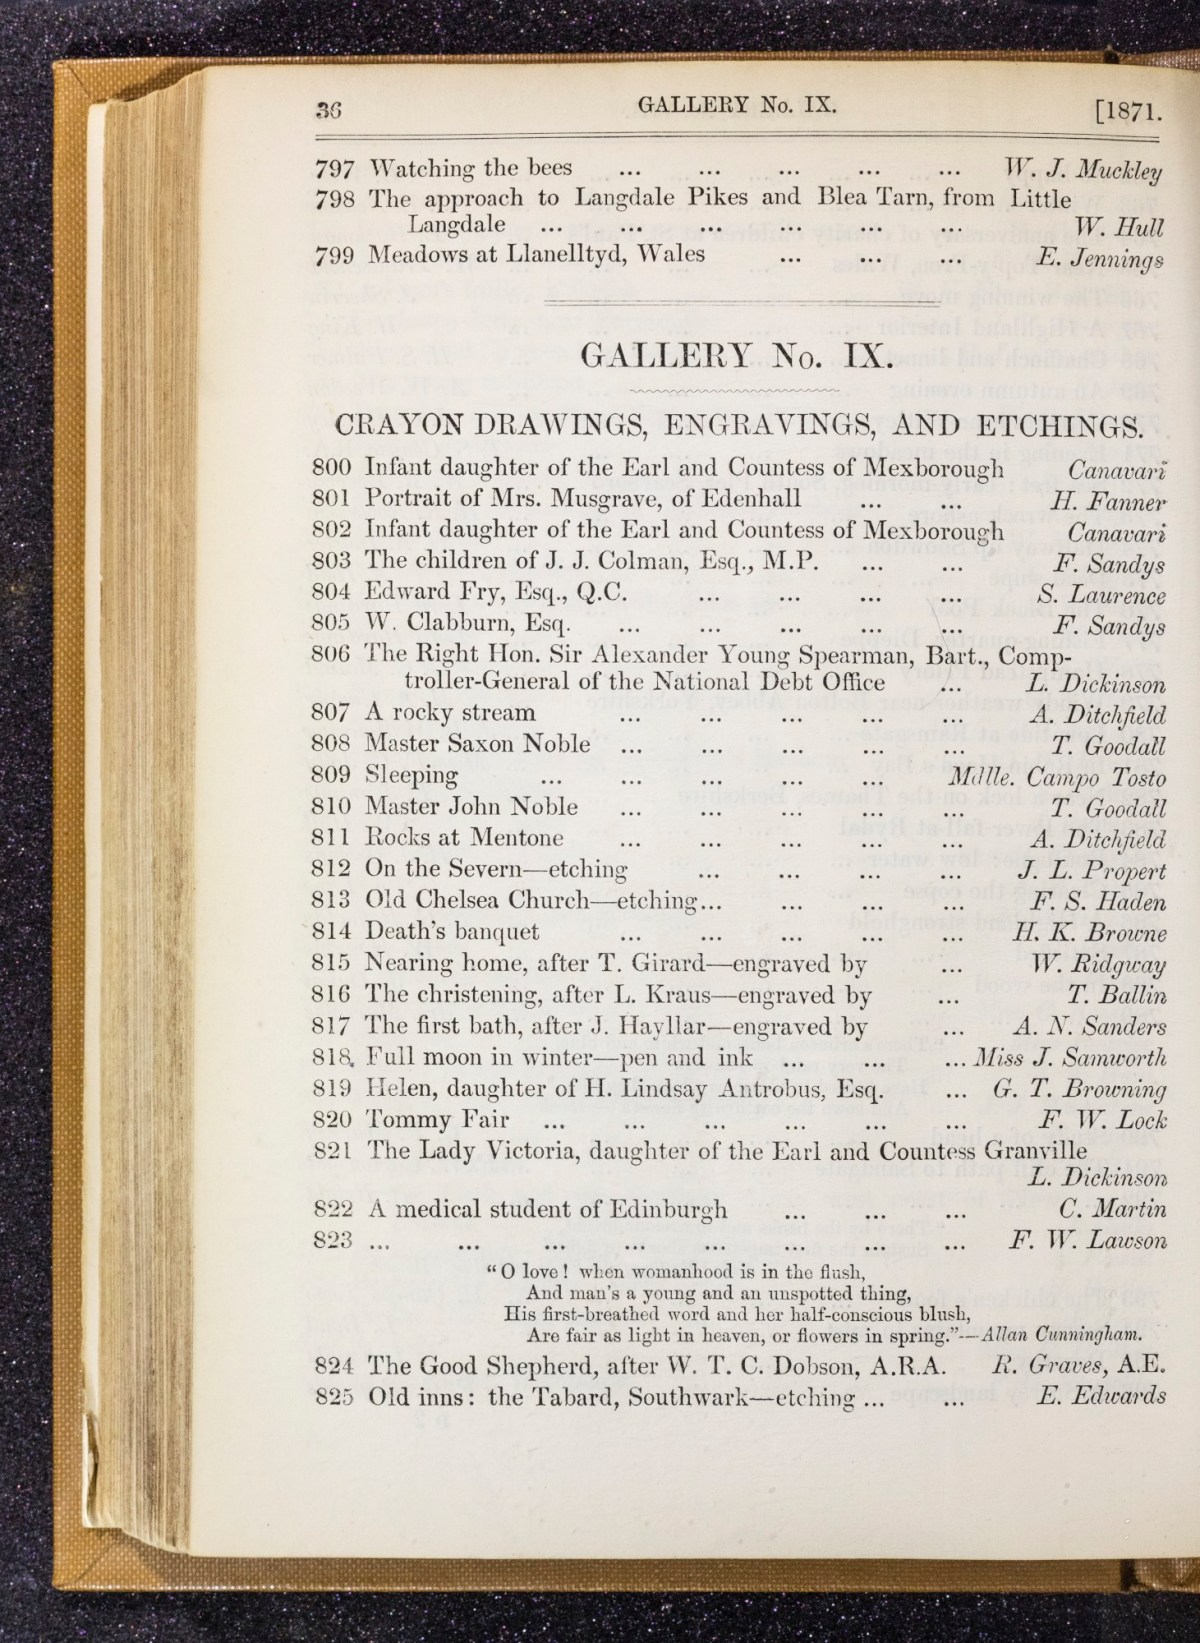 36 GALLERY No. IX. [1871.
797 Watching the bees ... ... ... ... ... W. J. Muckley
798 The approach to Langdale Pikes and Blea Tarn, from Little
Langdale ... ... ... ... ... ... W. Hull
799 Meadows at Llanelltyd, Wales ... ... ... E. Jennings
GALLERY No. IX.
CRAYON DRAWINGS, ENGRAVINGS, AND ETCHINGS.
800 Infant daughter of the Earl and Countess of Mexborough Canavari
801 Portrait of Mrs. Musgrave, of Edenhall ... ... H. Fanner
802 Infant daughter of the Earl and Countess of Mexborough Canavari
803 The children of J. J. Colman, Esq., M.P. ... ... F. Sandys
804 Edward Fry, Esq., Q.C. ... ... ... ... S. Laurence
805 W. Clabburn, Esq. ... ... ... ... ... F. Sandys
806 The Right Hon. Sir Alexander Young Spearman, Bart., Comp-
troller-General of the National Debt Office ... L. Dickinson
807 A rocky stream ... ... ... ... ... A. Ditchfield
808 Master Saxon Noble ... ... ... ... ... T. Goodall
809 Sleeping ... ... ... ... ... Mdlle. Campo Tosto
810 Master John Noble ... ... ... ... ... T. Goodall
811 Rocks at Mentone ... ... ... ... ... A. Ditchfield
812 On the Severn—etching ... ... ... ... J. L. Propert
813 Old Chelsea Church—etching... ... ... ... F. S. Haden
814 Death's banquet ... ... ... ... ... H. K. Browne
815 Nearing home, after T. Girard—engraved by ... W. Ridgway
816 The christening, after L. Kraus—engraved by ... T. Ballin
817 The first bath, after J. Hayllar—engraved by ... A. N. Sanders
818 Full moon in winter—pen and ink ... ... ... Miss J. Samworth
819 Helen, daughter of H. Lindsay Antrobus, Esq. ... G. T. Browning
820 Tommy Fair ... ... ... ... ... ... F. W. Lock
821 The Lady Victoria, daughter of the Earl and Countess Granville
L. Dickinson
822 A medical student of Edinburgh ... ... ... C. Martin
823 ... ... ... ... ... ... ... ... F. W. Lawson
“O love! when womanhood is in the flush,
And man's a young and an unspotted thing,
His first-breathed word and her half-conscious blush,
Are fair as light in heaven, or flowers in spring.”—Allan Cunningham.
824 The Good Shepherd, after W. T. C. Dobson, A.R.A. R. Graves, A.E.
825 Old inns: the Tabard, Southwark—etching ... ... E. Edwards